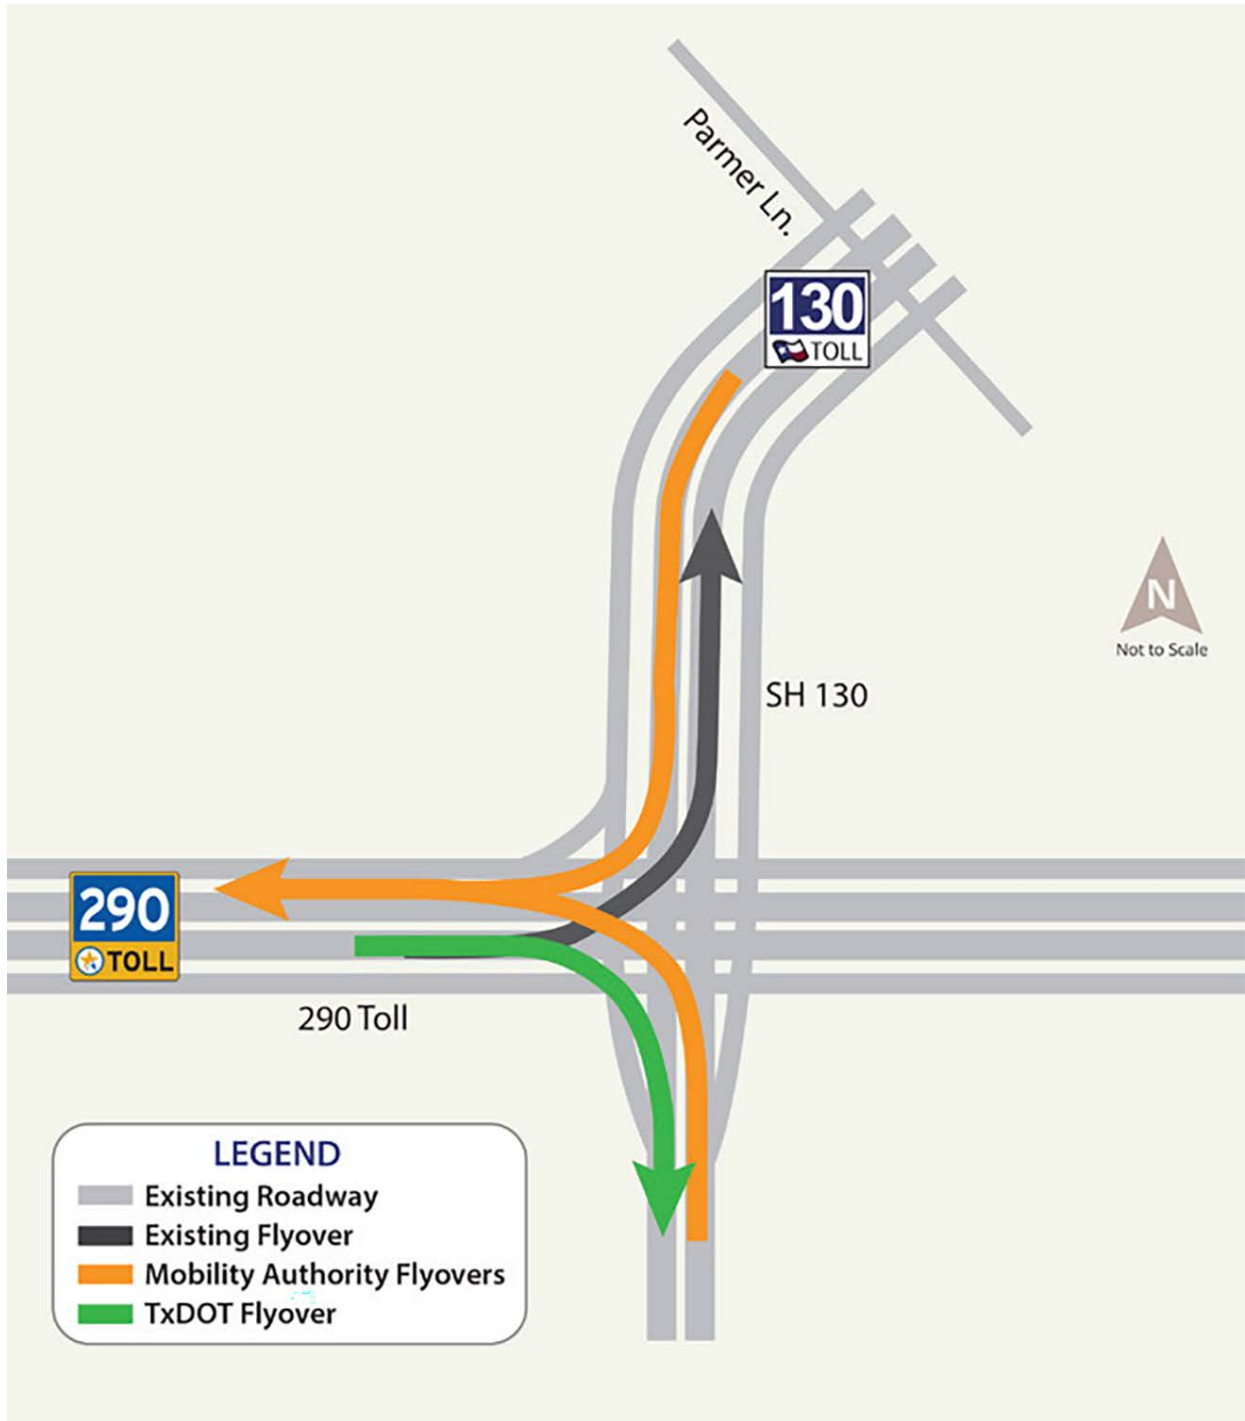 Parmer Ln.
130
TOLL
N
Not to Scale
SH 130
290
TOLL
290 Toll
LEGEND
Existing Roadway
Existing Flyover
Mobility Authority Flyovers
TxDOT Flyover